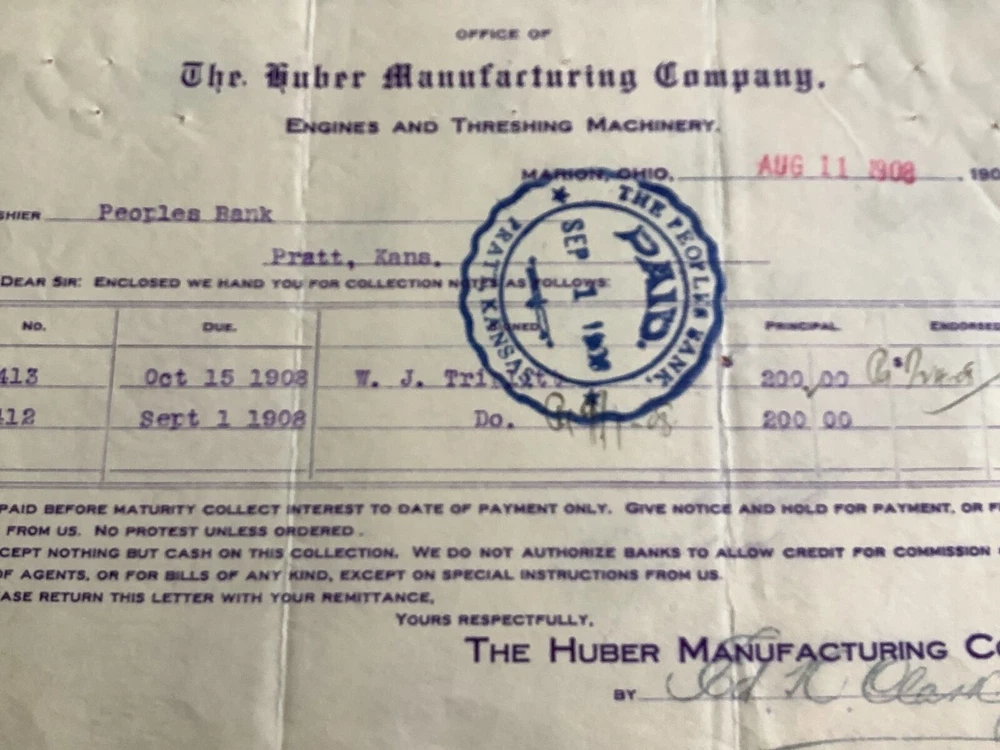 OFFICE OF
The Huber Manufacturing Company.
ENGINES AND THRESHING MACHINERY.
MARION, OHIO, AUG 11 1908 . 190
SHIER Peoples Bank
Pratt, Kans.
DEAR SIR: ENCLOSED WE HAND YOU FOR COLLECTION NOTES AS FOLLOWS:
THE PEOPLES BANK,
PRATT, KANSAS.
PAID.
SEP 1
No. DUE. NED PRINCIPAL ENDORSE
413 Oct 15 1908 W. J. 200 00
412 Sept 1 1908 Do. 200 00
PAID BEFORE MATURITY COLLECT INTEREST TO DATE OF PAYMENT ONLY. GIVE NOTICE AND HOLD FOR PAYMENT, OR
FROM US. NO PROTEST UNLESS ORDERED.
CEPT NOTHING BUT CASH ON THIS COLLECTION. WE DO NOT AUTHORIZE BANKS TO ALLOW CREDIT FOR COMMISSION
OF AGENTS, OR FOR BILLS OF ANY KIND, EXCEPT ON SPECIAL INSTRUCTIONS FROM US.
ASE RETURN THIS LETTER WITH YOUR REMITTANCE,
YOURS RESPECTFULLY,
THE HUBER MANUFACTURING CO
BY